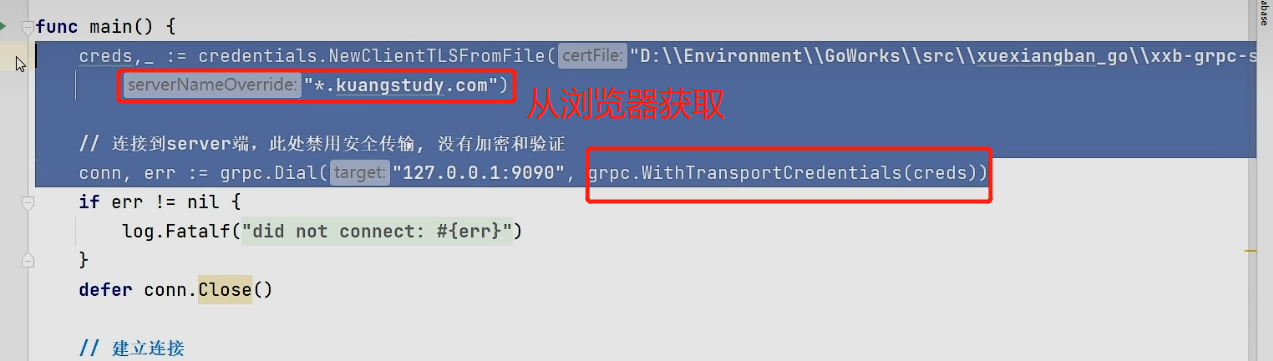 func main() {
creds,_ := credentials.NewClientTLSFromFile( certFile: "D:\\Environment\\GoWorks\\src\\xuexiangban_go\\xxb-grpc-s
serverNameOverride: "*.kuangstudy.com")
从浏览器获取
// 连接到server端，此处禁用安全传输, 没有加密和验证
conn, err := grpc.Dial( target: "127.0.0.1:9090", grpc.WithTransportCredentials(creds))
if err != nil {
log.Fatalf("did not connect: #{err}")
}
defer conn.Close()
// 建立连接
abase